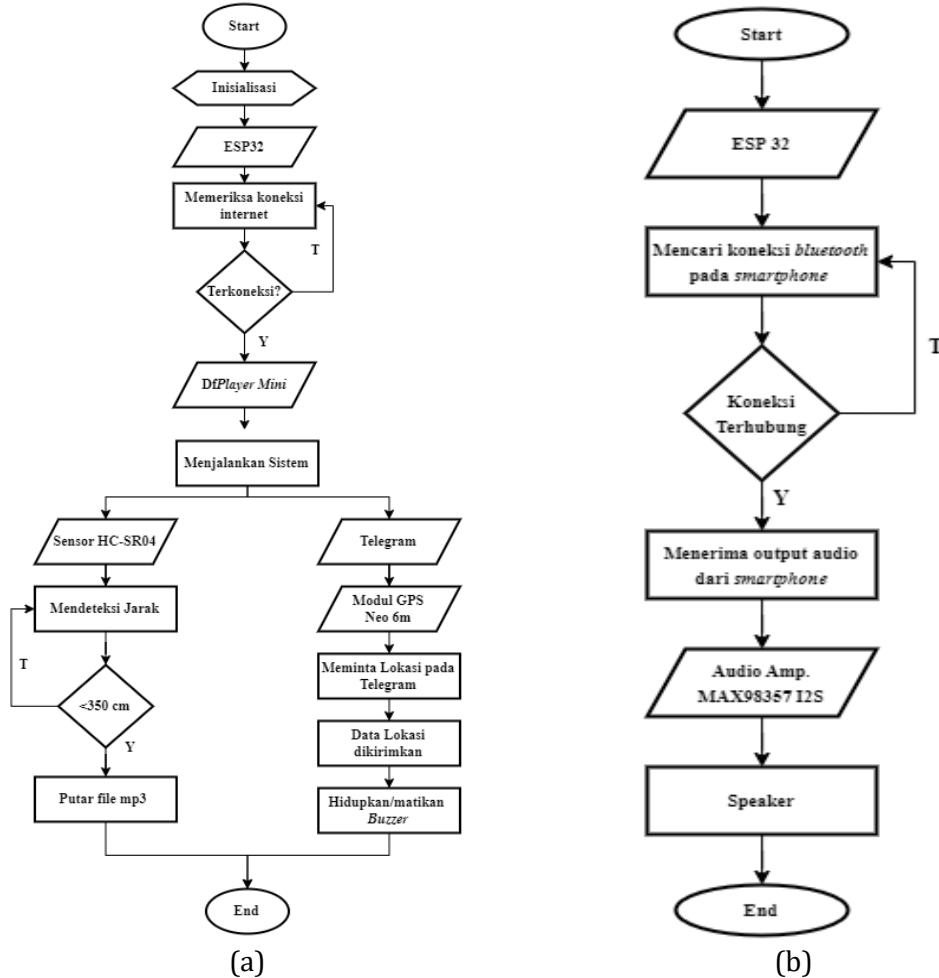 Start
Inisialisasi
ESP32
Memeriksa koneksi
internet
T
Terkoneksi?
Y
DfPlayer Mini
Menjalankan Sistem
Sensor HC-SR04
Mendeteksi Jarak
T
<350 cm
Y
Putar file mp3
Telegram
Modul GPS
Neo 6m
Meminta Lokasi pada
Telegram
Data Lokasi
dikirimkan
Hidupkan/matikan
Buzzer
End
(a)
Start
ESP 32
Mencari koneksi bluetooth
pada smartphone
T
Koneksi
Terhubung
Y
Menerima output audio
dari smartphone
Audio Amp.
MAX98357 I2S
Speaker
End
(b)